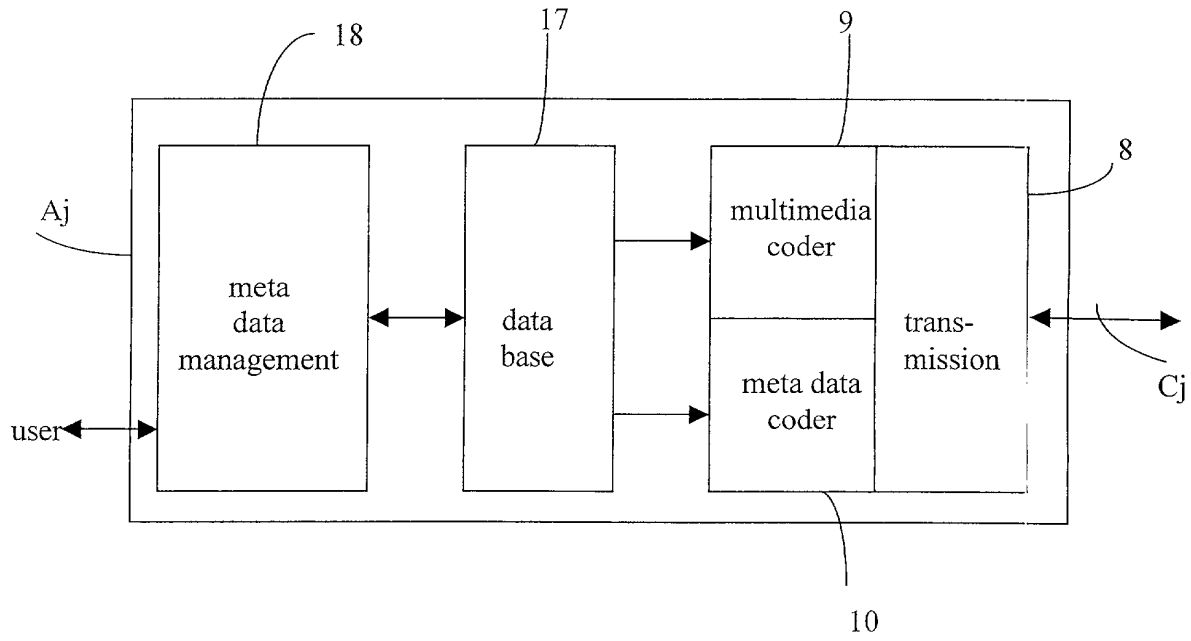 18
17
9
8
Aj
multimedia
coder
meta
data
management
data
base
trans-
mission
meta data
coder
Cj
user
10